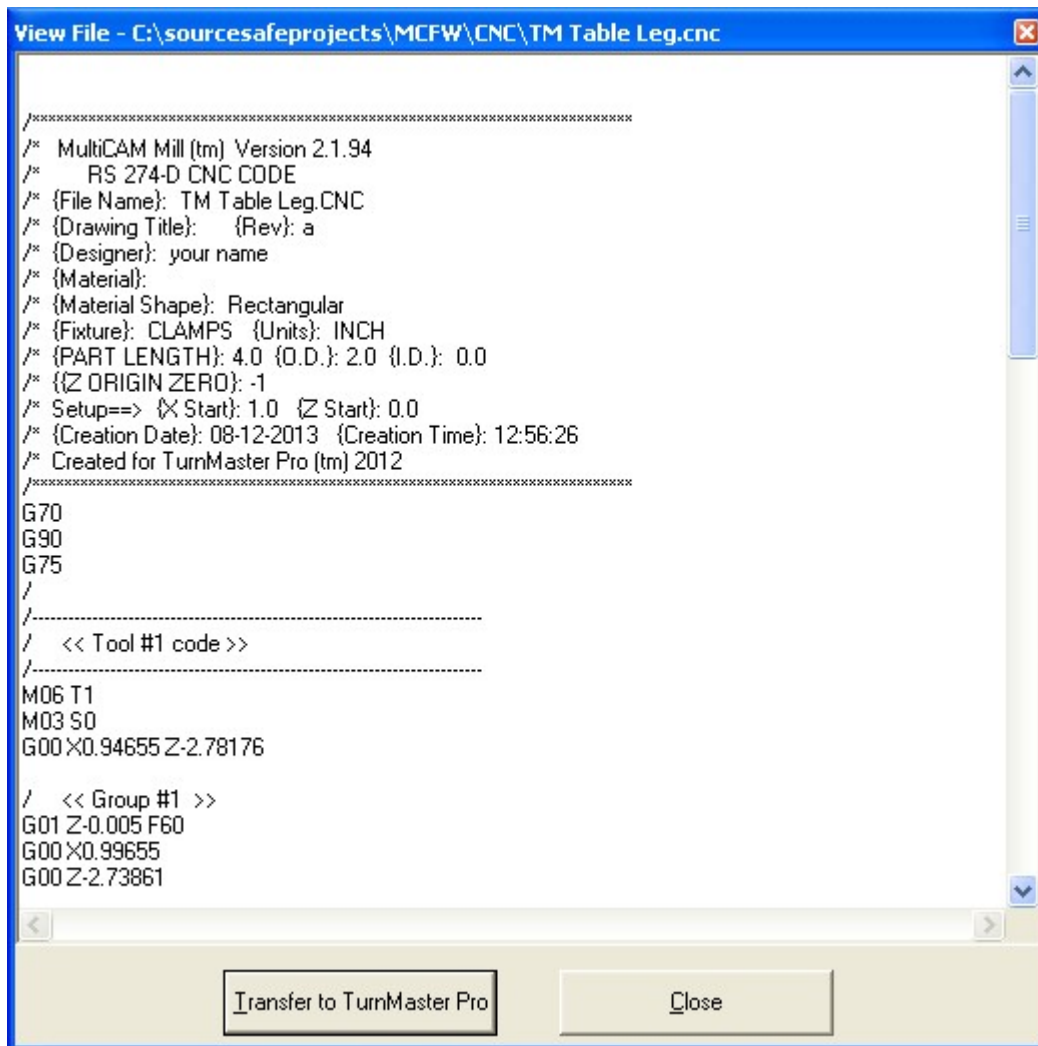 View File - C:\sourcesafeprojects\MCFW\CNC\TM Table Leg.cnc
/***************************************************************************
/*   MultiCAM Mill (tm)  Version 2.1.94
/*       RS 274-D CNC CODE
/*  {File Name}:  TM Table Leg.CNC
/*  {Drawing Title}:      {Rev}: a
/*  {Designer}:  your name
/*  {Material}:
/*  {Material Shape}:  Rectangular
/*  {Fixture}:  CLAMPS   {Units}:  INCH
/*  {PART LENGTH}: 4.0  {O.D.}: 2.0  {I.D.}:  0.0
/*  {{Z ORIGIN ZERO}: -1
/*  Setup==>  {X Start}: 1.0   {Z Start}: 0.0
/*  {Creation Date}: 08-12-2013   {Creation Time}: 12:56:26
/*  Created for TurnMaster Pro (tm) 2012
/***************************************************************************
G70
G90
G75
/
/---------------------------------------------------------------------------
/    << Tool #1 code >>
/---------------------------------------------------------------------------
M06 T1
M03 S0
G00 X0.94655 Z-2.78176
/    << Group #1  >>
G01 Z-0.005 F60
G00 X0.99655
G00 Z-2.73861
Transfer to TurnMaster Pro
Close